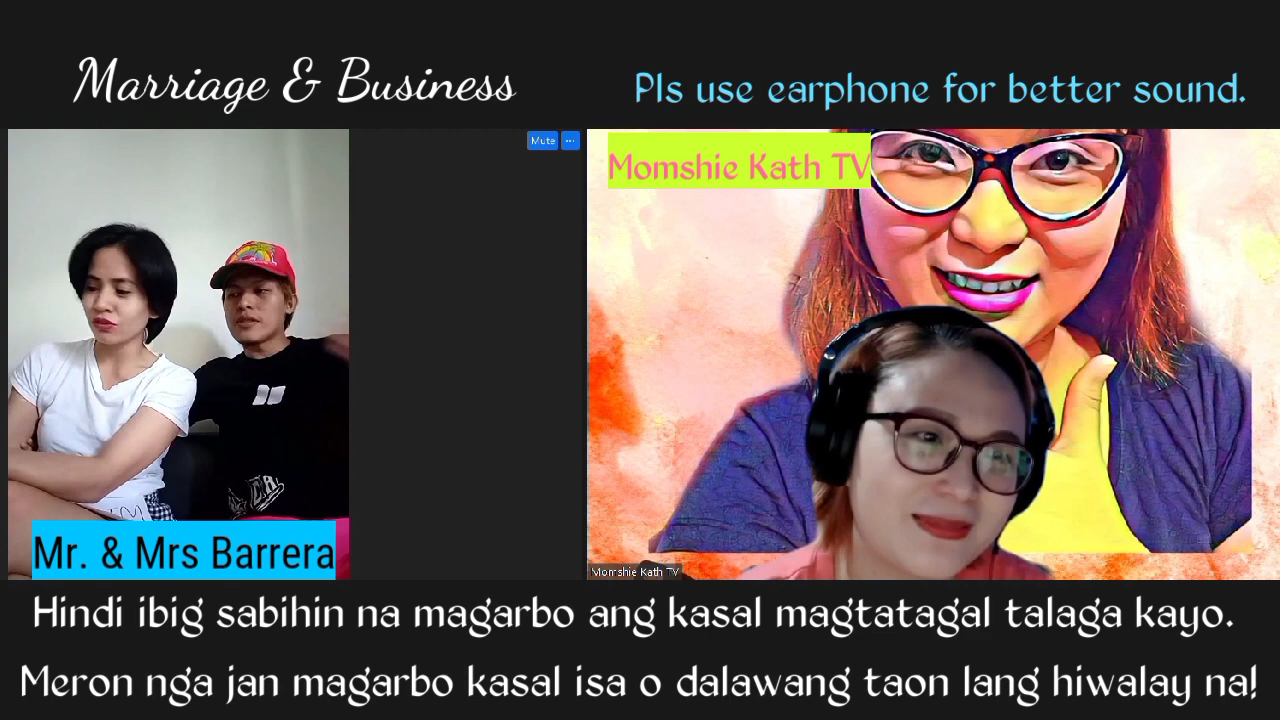 Marriage & Business
Pls use earphone for better sound.
Mute
Momshie Kath TV
Mr. & Mrs Barrera
Momshie Kath TV
Hindi ibig sabihin na magarbo ang kasal magtatagal talaga kayo.
Meron nga jan magarbo kasal isa o dalawang taon lang hiwalay na!